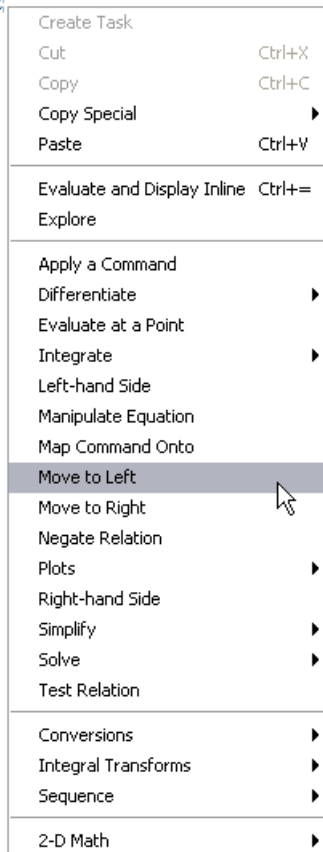 Create Task
Cut Ctrl+X
Copy Ctrl+C
Copy Special
Paste Ctrl+V
Evaluate and Display Inline Ctrl+=
Explore
Apply a Command
Differentiate
Evaluate at a Point
Integrate
Left-hand Side
Manipulate Equation
Map Command Onto
Move to Left
Move to Right
Negate Relation
Plots
Right-hand Side
Simplify
Solve
Test Relation
Conversions
Integral Transforms
Sequence
2-D Math